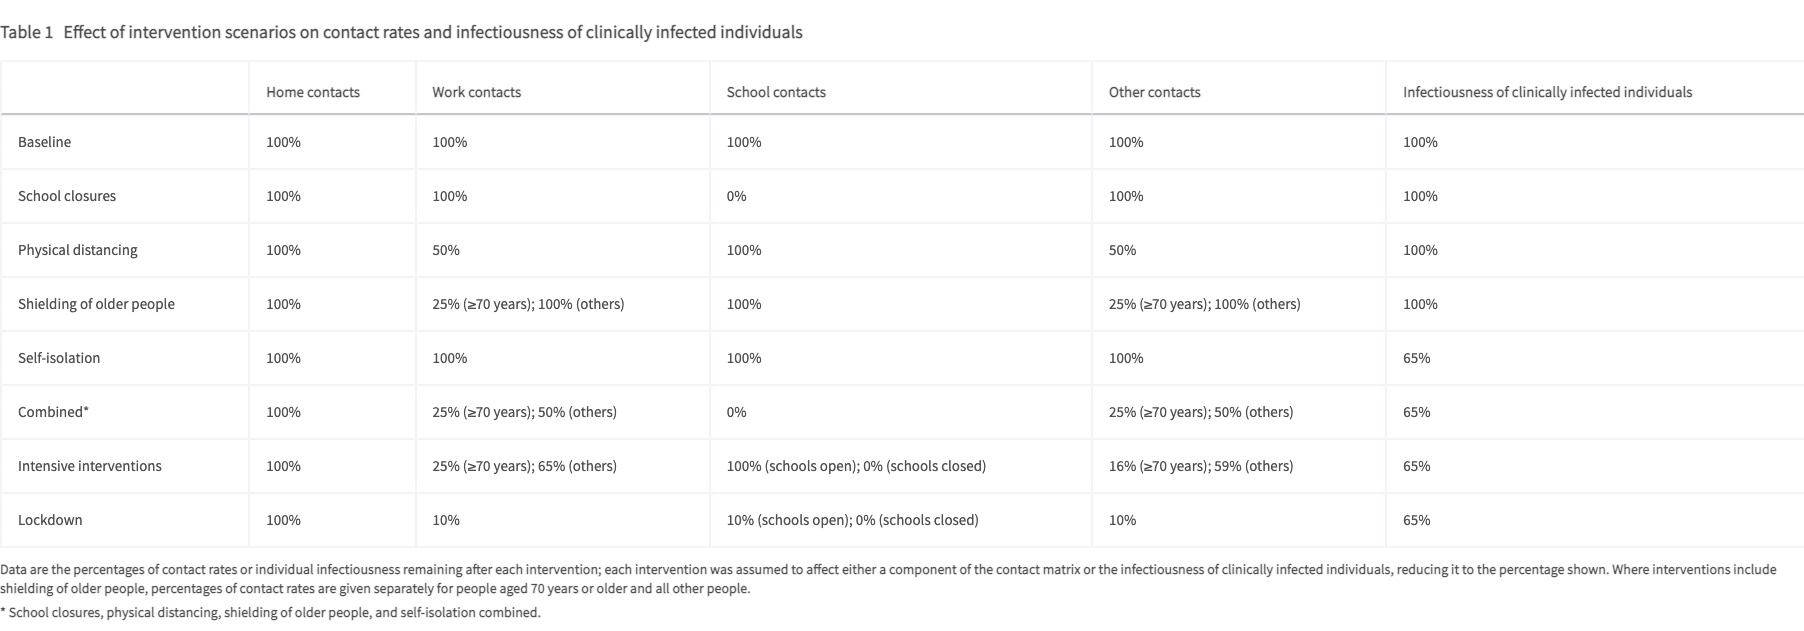 Table 1 Effect of intervention scenarios on contact rates and infectiousness of clinically infected individuals
Home contacts Work contacts School contacts Other contacts Infectiousness of clinically infected individuals
Baseline 100% 100% 100% 100% 100%
School closures 100% 100% 0% 100% 100%
Physical distancing 100% 50% 100% 50% 100%
Shielding of older people 100% 25% (≥70 years); 100% (others) 100% 25% (≥70 years); 100% (others) 100%
Self-isolation 100% 100% 100% 100% 65%
Combined* 100% 25% (≥70 years); 50% (others) 0% 25% (≥70 years); 50% (others) 65%
Intensive interventions 100% 25% (≥70 years); 65% (others) 100% (schools open); 0% (schools closed) 16% (≥70 years); 59% (others) 65%
Lockdown 100% 10% 10% (schools open); 0% (schools closed) 10% 65%
Data are the percentages of contact rates or individual infectiousness remaining after each intervention; each intervention was assumed to affect either a component of the contact matrix or the infectiousness of clinically infected individuals, reducing it to the percentage shown. Where interventions include
shielding of older people, percentages of contact rates are given separately for people aged 70 years or older and all other people.
* School closures, physical distancing, shielding of older people, and self-isolation combined.